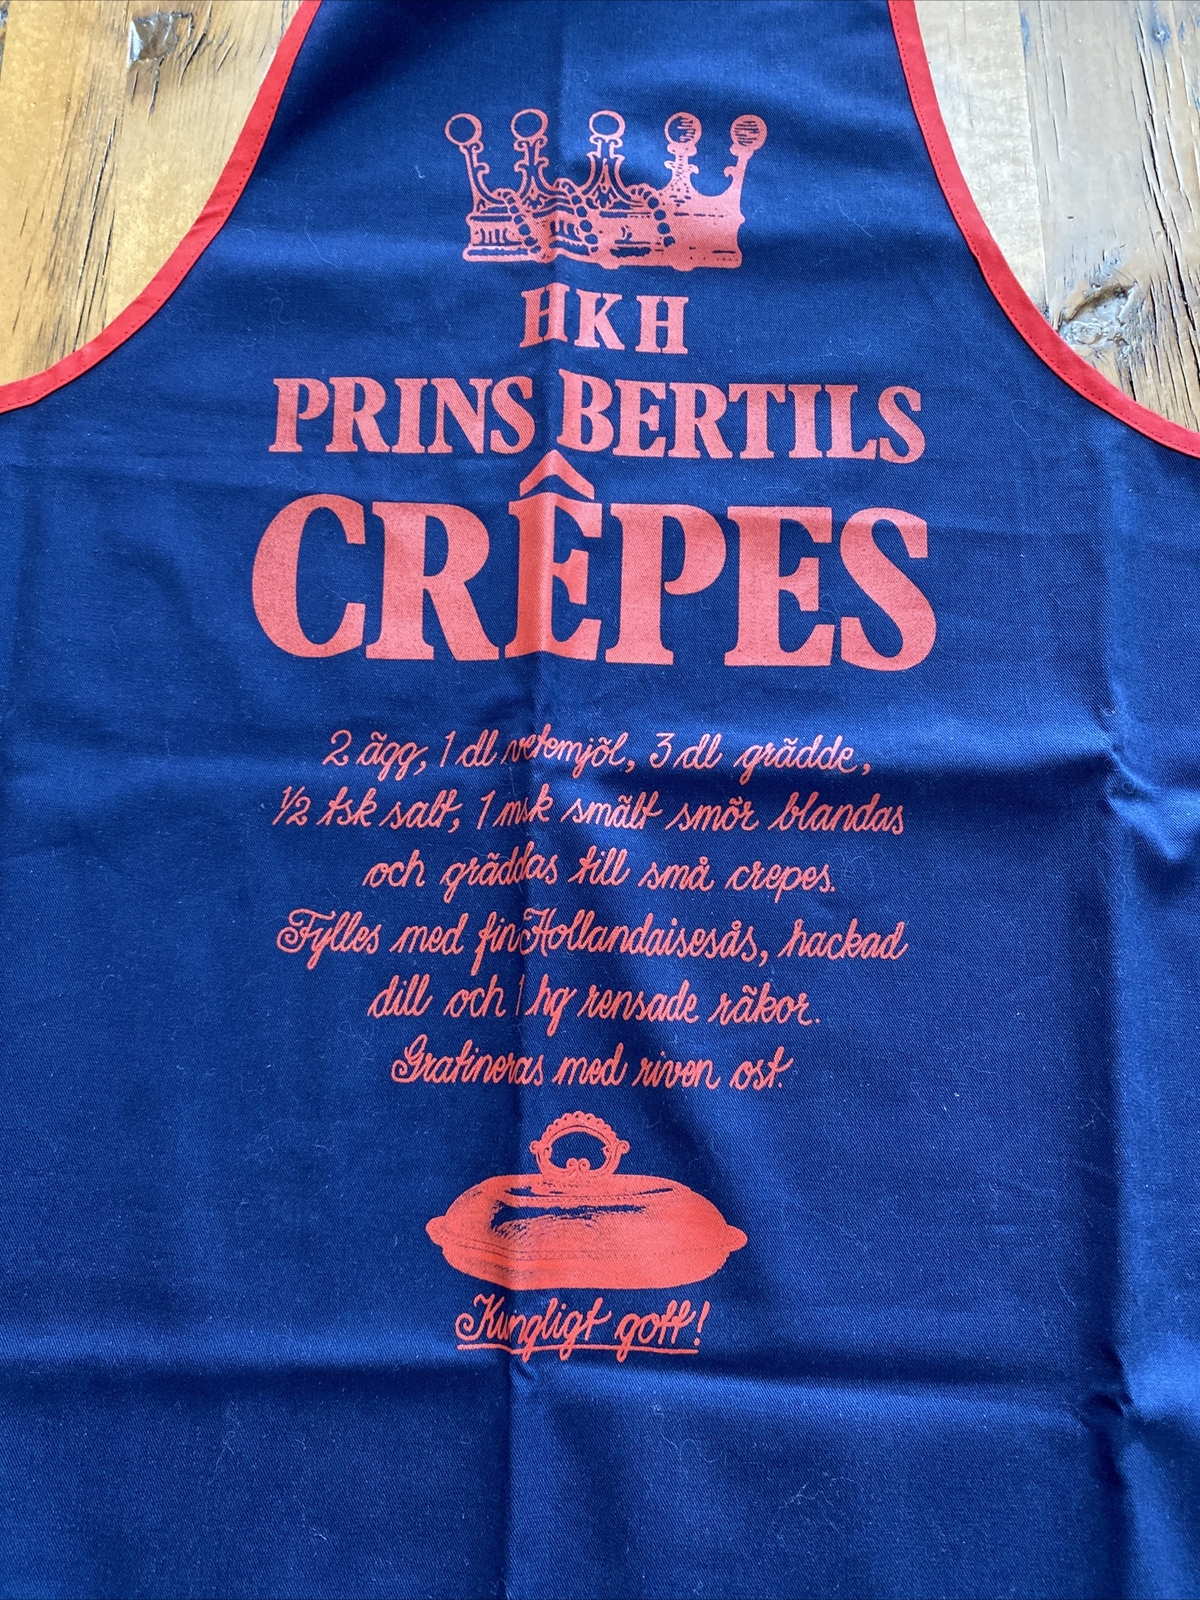 HKH
PRINS BERTILS
CRÊPES
2 ägg, 1 dl vetemjöl, 3 dl grädde,
1/2 tsk salt, 1 msk smält smör blandas
och gräddas till små crepes.
Fylles med fin Hollandaisesås, hackad
dill och 1 hg rensade räkor.
Gratineras med riven ost.
Kungligt gott!